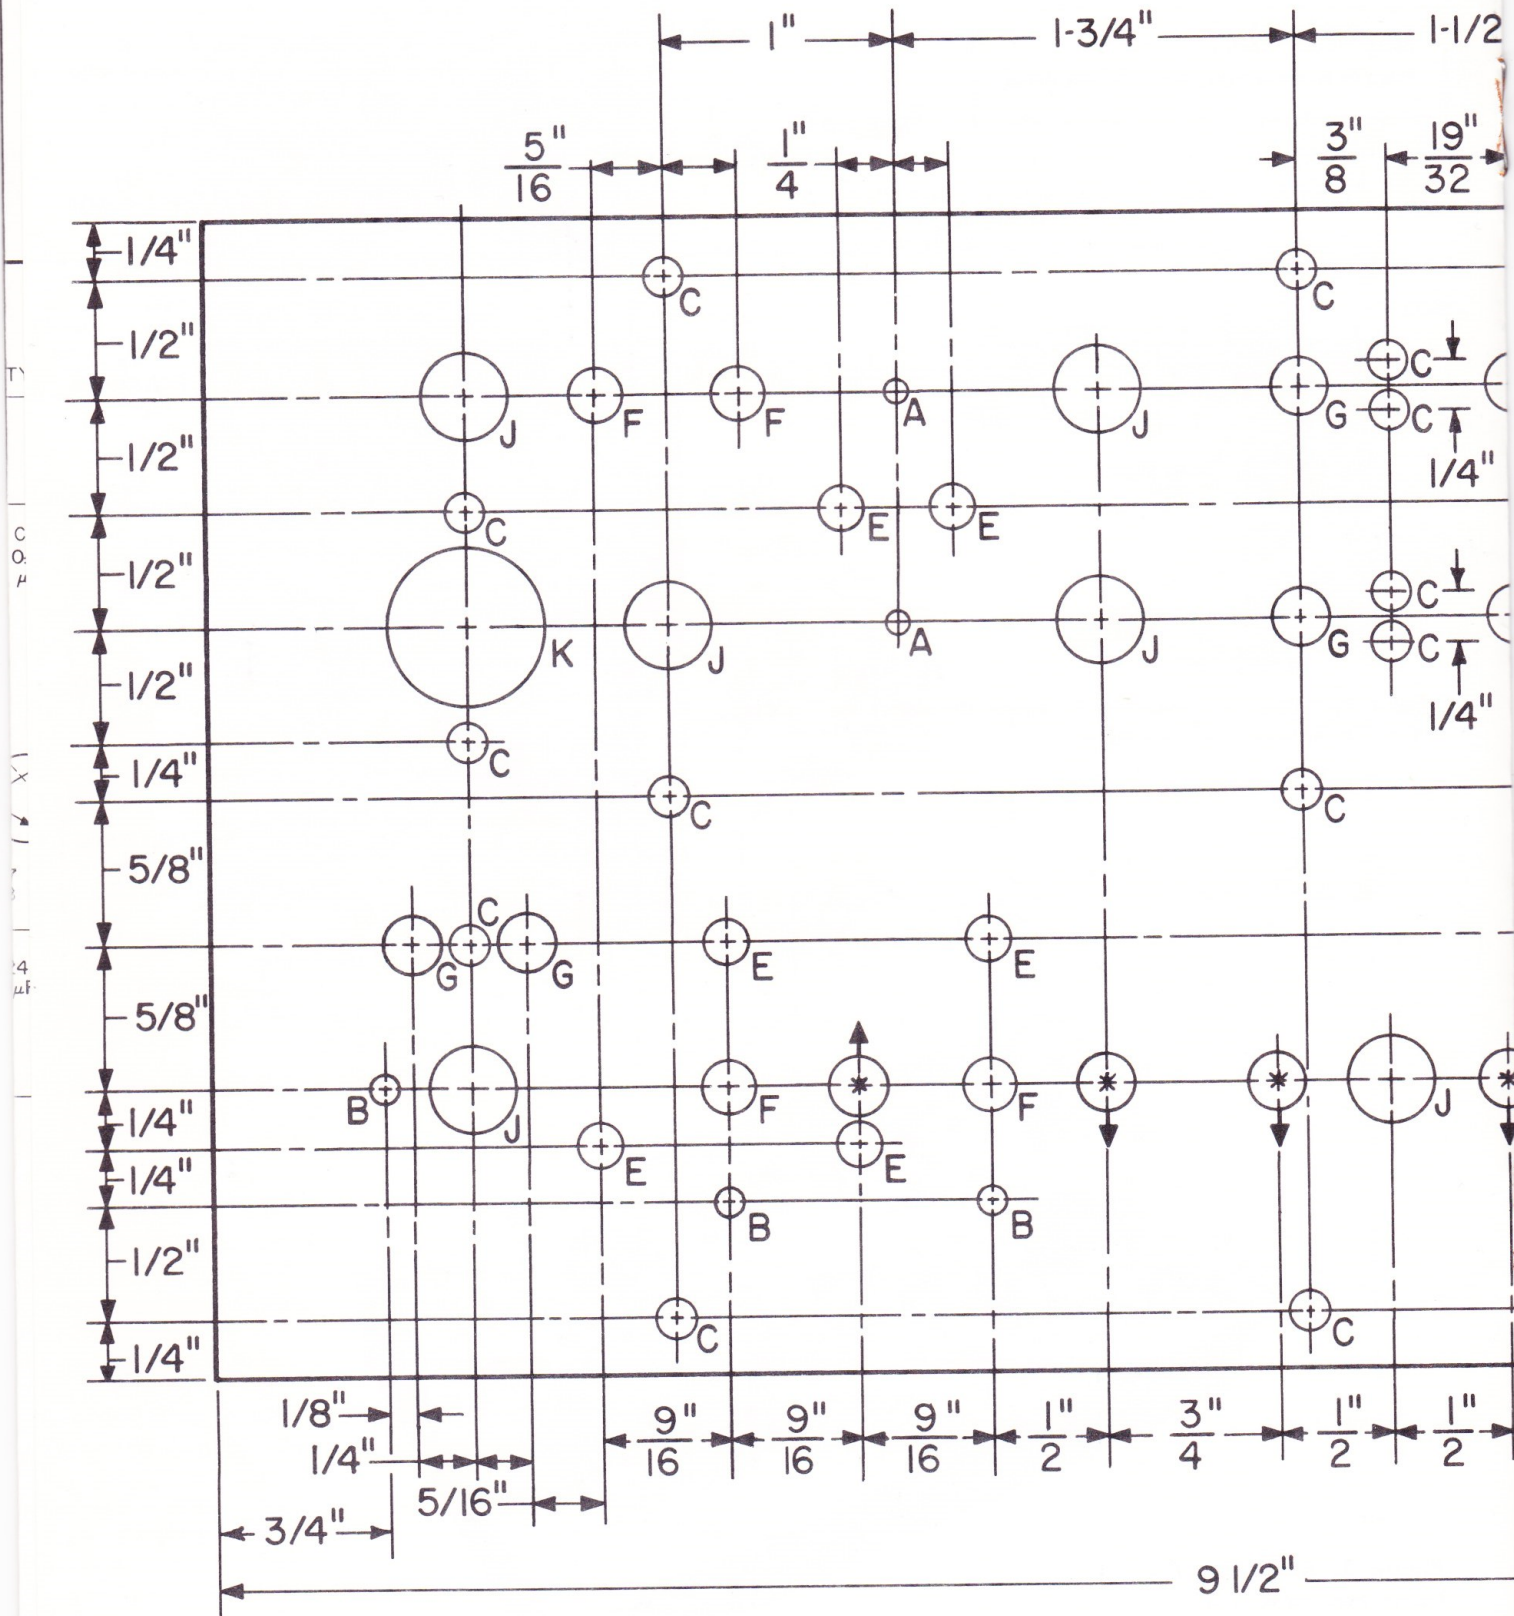 1" 1-3/4" 1-1/2
5"/16 1"/4 3"/8 19"/32
1/4"
C C
1/2"
C
J F F A J G C
1/2"
1/4"
C E E
1/2"
C
K J A J G C
1/2"
1/4"
C
1/4"
C C
5/8"
C
G G E E
5/8"
B J F F J
1/4"
E E
1/4"
B B
1/2"
C C
1/4"
1/8" 9"/16 9"/16 9"/16 1"/2 3"/4 1"/2 1"/2
1/4"
5/16"
3/4"
9 1/2"